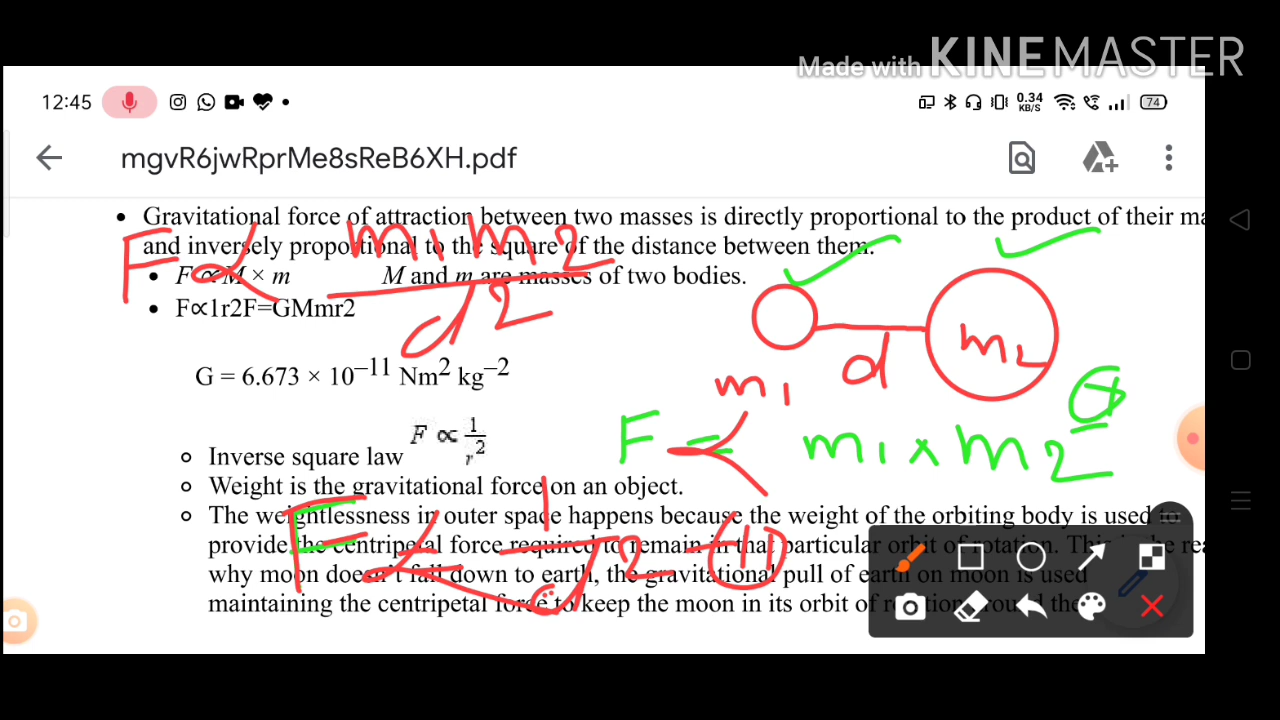 Made with KINEMASTER
12:45 0.34 KB/S 74
mgvR6jwRprMe8sReB6XH.pdf
• Gravitational force of attraction between two masses is directly proportional to the product of their ma
and inversely proportional to the square of the distance between them.
• F ∝ M × m M and m are masses of two bodies.
• F∝1r2F=GMmr2
F ∝ m1 m2
d2
m1 d m2
G = 6.673 × 10⁻¹¹ Nm² kg⁻²
F ∝ m1 x m2
◦ Inverse square law F ∝ 1/r²
◦ Weight is the gravitational force on an object.
◦ The weightlessness in outer space happens because the weight of the orbiting body is used to
provide the centripetal force required to remain in that particular orbit of rotation. This is the rea
why moon doesn't fall down to earth, the gravitational pull of earth on moon is used
maintaining the centripetal force to keep the moon in its orbit of rotation around the
F ∝ 1
d2